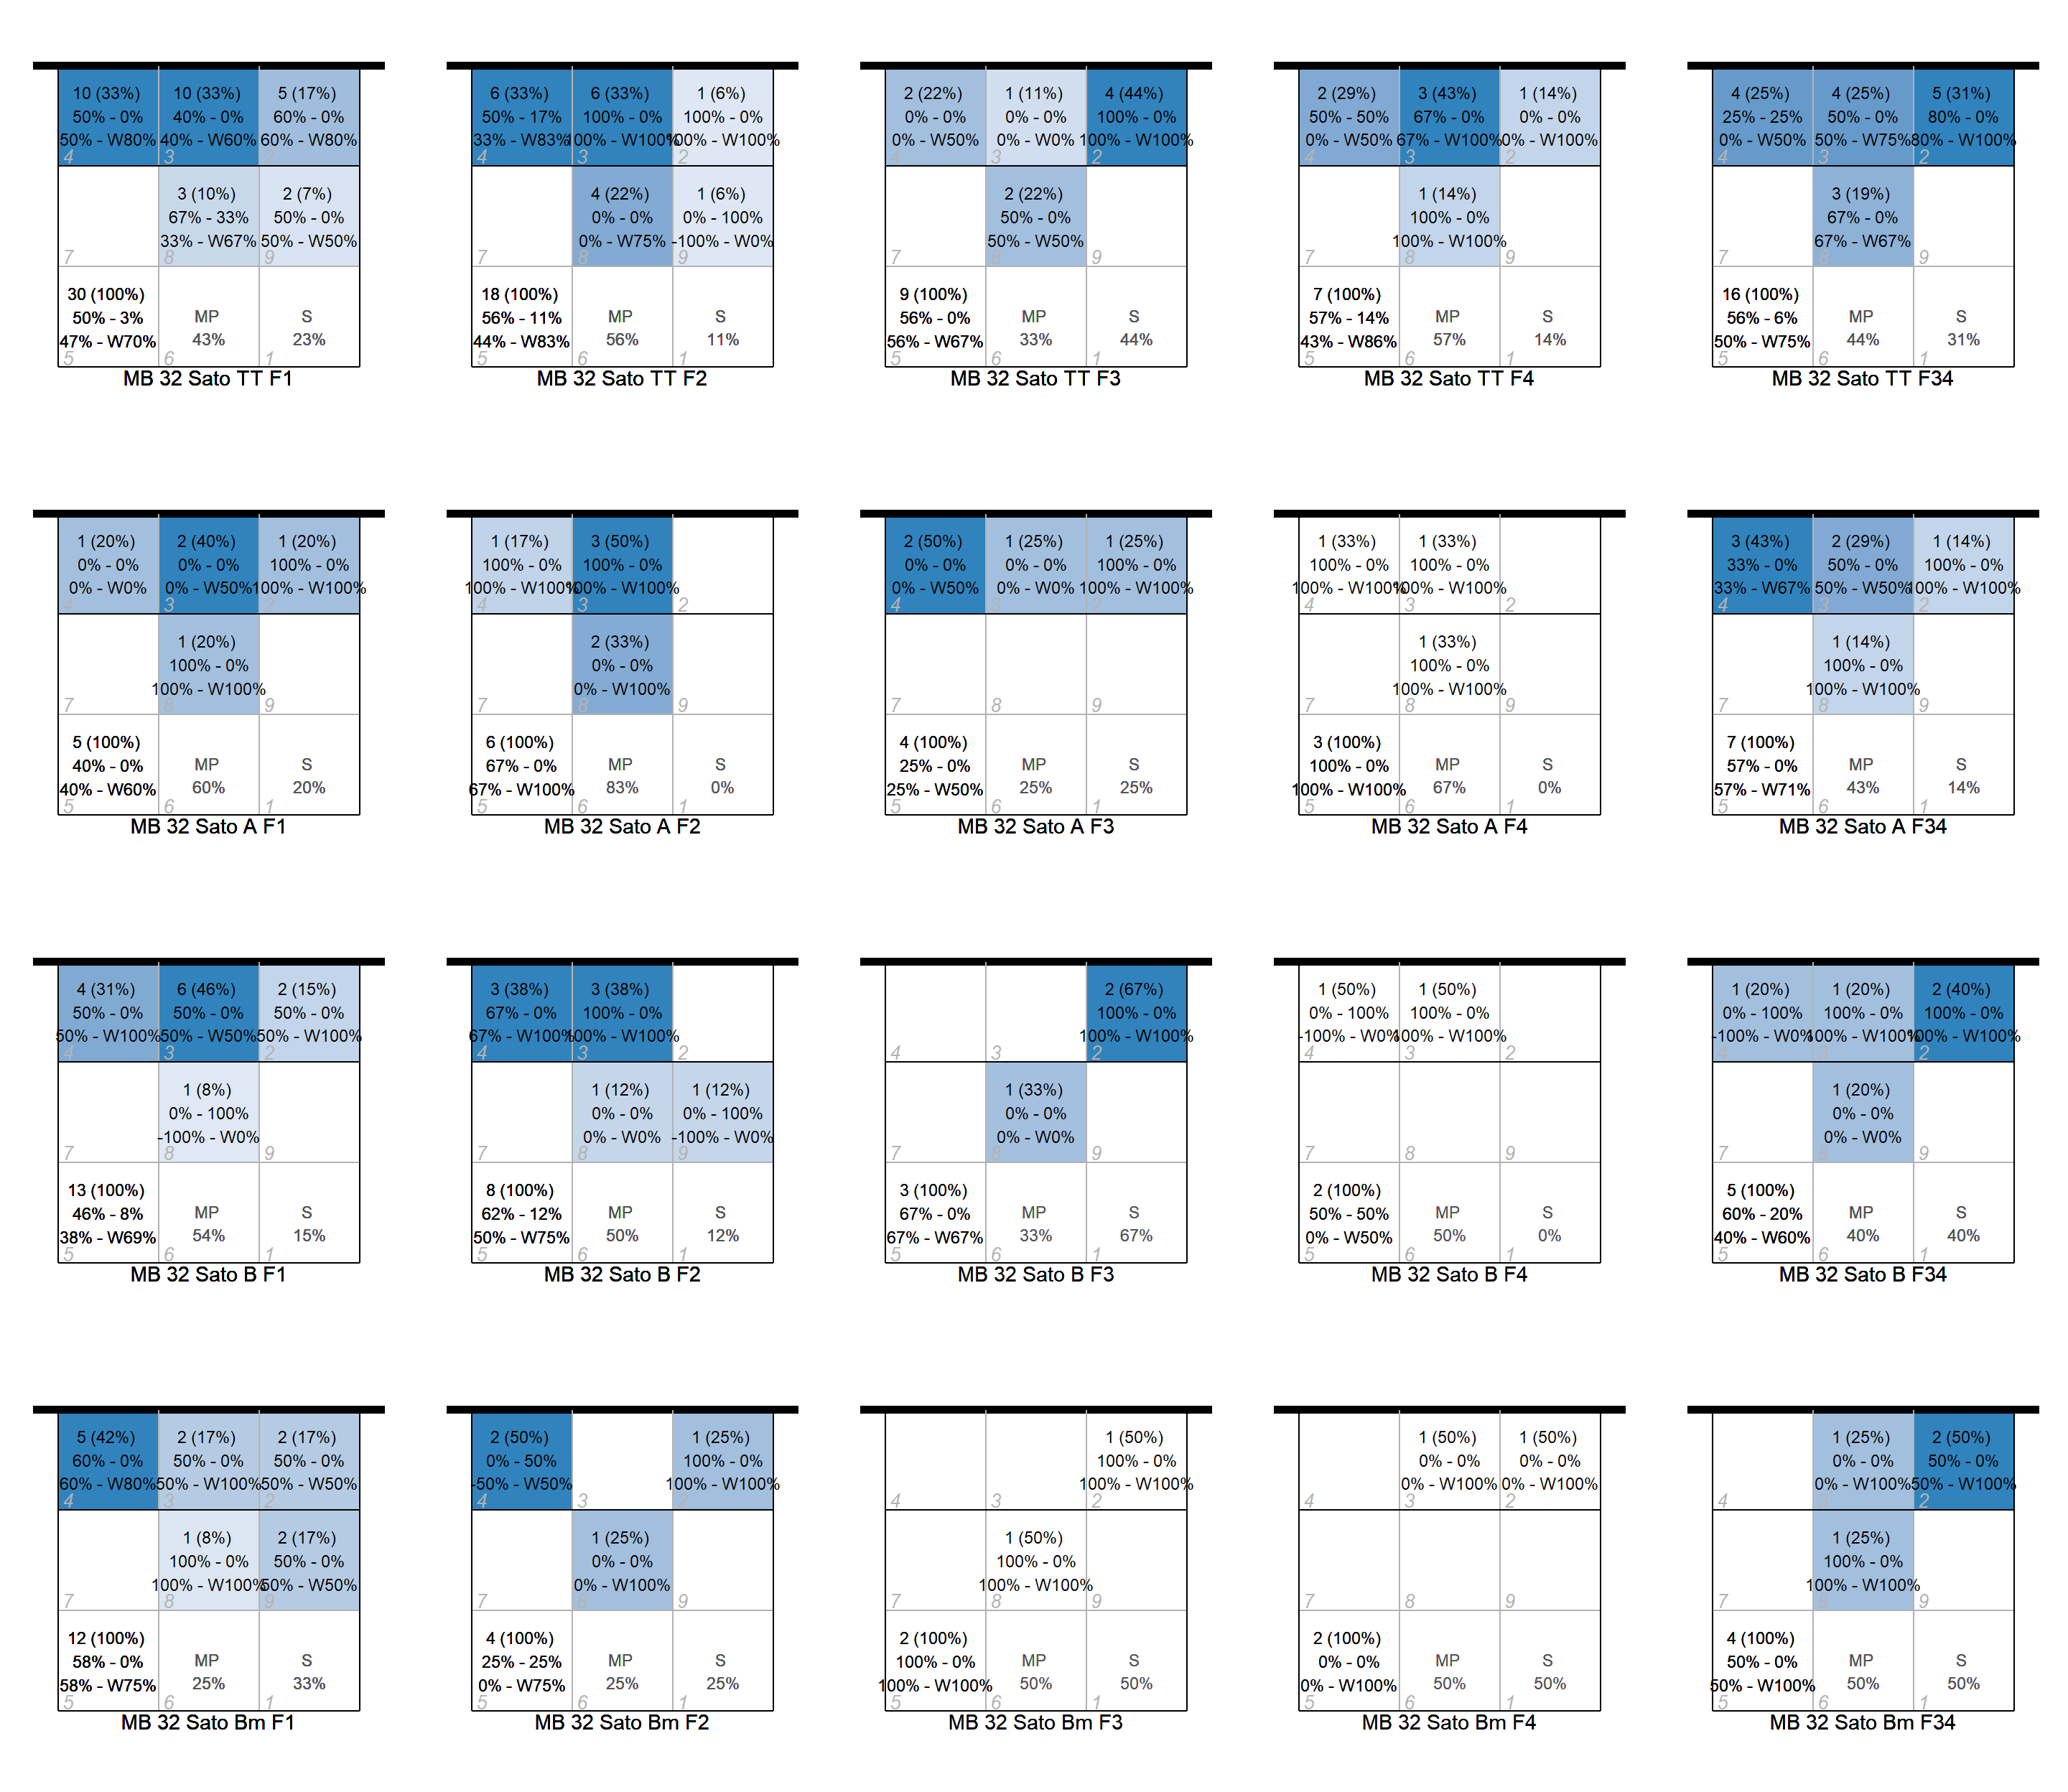 10 (33%)
50% - 0%
50% - W80%
4
10 (33%)
40% - 0%
40% - W60%
3
5 (17%)
60% - 0%
60% - W80%
2
7
3 (10%)
67% - 33%
33% - W67%
8
2 (7%)
50% - 0%
50% - W50%
9
30 (100%)
50% - 3%
47% - W70%
5
MP
43%
6
S
23%
1
MB 32 Sato TT F1
6 (33%)
50% - 17%
33% - W83%
4
6 (33%)
100% - 0%
100% - W100%
3
1 (6%)
100% - 0%
100% - W100%
2
7
4 (22%)
0% - 0%
0% - W75%
8
1 (6%)
0% - 100%
-100% - W0%
9
18 (100%)
56% - 11%
44% - W83%
5
MP
56%
6
S
11%
1
MB 32 Sato TT F2
2 (22%)
0% - 0%
0% - W50%
4
1 (11%)
0% - 0%
0% - W0%
3
4 (44%)
100% - 0%
100% - W100%
2
7
2 (22%)
50% - 0%
50% - W50%
8
9
9 (100%)
56% - 0%
56% - W67%
5
MP
33%
6
S
44%
1
MB 32 Sato TT F3
2 (29%)
50% - 50%
0% - W50%
4
3 (43%)
67% - 0%
67% - W100%
3
1 (14%)
0% - 0%
0% - W100%
2
7
1 (14%)
100% - 0%
100% - W100%
8
9
7 (100%)
57% - 14%
43% - W86%
5
MP
57%
6
S
14%
1
MB 32 Sato TT F4
4 (25%)
25% - 25%
0% - W50%
4
4 (25%)
50% - 0%
50% - W75%
3
5 (31%)
80% - 0%
80% - W100%
2
7
3 (19%)
67% - 0%
67% - W67%
8
9
16 (100%)
56% - 6%
50% - W75%
5
MP
44%
6
S
31%
1
MB 32 Sato TT F34
1 (20%)
0% - 0%
0% - W0%
4
2 (40%)
0% - 0%
0% - W50%
3
1 (20%)
100% - 0%
100% - W100%
2
7
1 (20%)
100% - 0%
100% - W100%
8
9
5 (100%)
40% - 0%
40% - W60%
5
MP
60%
6
S
20%
1
MB 32 Sato A F1
1 (17%)
100% - 0%
100% - W100%
4
3 (50%)
100% - 0%
100% - W100%
3
2
7
2 (33%)
0% - 0%
0% - W100%
8
9
6 (100%)
67% - 0%
67% - W100%
5
MP
83%
6
S
0%
1
MB 32 Sato A F2
2 (50%)
0% - 0%
0% - W50%
4
1 (25%)
0% - 0%
0% - W0%
3
1 (25%)
100% - 0%
100% - W100%
2
7
8
9
4 (100%)
25% - 0%
25% - W50%
5
MP
25%
6
S
25%
1
MB 32 Sato A F3
1 (33%)
100% - 0%
100% - W100%
4
1 (33%)
100% - 0%
100% - W100%
3
2
7
1 (33%)
100% - 0%
100% - W100%
8
9
3 (100%)
100% - 0%
100% - W100%
5
MP
67%
6
S
0%
1
MB 32 Sato A F4
3 (43%)
33% - 0%
33% - W67%
4
2 (29%)
50% - 0%
50% - W50%
3
1 (14%)
100% - 0%
100% - W100%
2
7
1 (14%)
100% - 0%
100% - W100%
8
9
7 (100%)
57% - 0%
57% - W71%
5
MP
43%
6
S
14%
1
MB 32 Sato A F34
4 (31%)
50% - 0%
50% - W100%
4
6 (46%)
50% - 0%
50% - W50%
3
2 (15%)
50% - 0%
50% - W100%
2
7
1 (8%)
0% - 100%
-100% - W0%
8
9
13 (100%)
46% - 8%
38% - W69%
5
MP
54%
6
S
15%
1
MB 32 Sato B F1
3 (38%)
67% - 0%
67% - W100%
4
3 (38%)
100% - 0%
100% - W100%
3
2
7
1 (12%)
0% - 0%
0% - W0%
8
1 (12%)
0% - 100%
-100% - W0%
9
8 (100%)
62% - 12%
50% - W75%
5
MP
50%
6
S
12%
1
MB 32 Sato B F2
4
3
2 (67%)
100% - 0%
100% - W100%
2
7
1 (33%)
0% - 0%
0% - W0%
8
9
3 (100%)
67% - 0%
67% - W67%
5
MP
33%
6
S
67%
1
MB 32 Sato B F3
1 (50%)
0% - 100%
-100% - W0%
4
1 (50%)
100% - 0%
100% - W100%
3
2
7
8
9
2 (100%)
50% - 50%
0% - W50%
5
MP
50%
6
S
0%
1
MB 32 Sato B F4
1 (20%)
0% - 100%
-100% - W0%
4
1 (20%)
100% - 0%
100% - W100%
3
2 (40%)
100% - 0%
100% - W100%
2
7
1 (20%)
0% - 0%
0% - W0%
8
9
5 (100%)
60% - 20%
40% - W60%
5
MP
40%
6
S
40%
1
MB 32 Sato B F34
5 (42%)
60% - 0%
60% - W80%
4
2 (17%)
50% - 0%
50% - W100%
3
2 (17%)
50% - 0%
50% - W50%
2
7
1 (8%)
100% - 0%
100% - W100%
8
2 (17%)
50% - 0%
50% - W50%
9
12 (100%)
58% - 0%
58% - W75%
5
MP
25%
6
S
33%
1
MB 32 Sato Bm F1
2 (50%)
0% - 50%
-50% - W50%
4
3
1 (25%)
100% - 0%
100% - W100%
2
7
1 (25%)
0% - 0%
0% - W100%
8
9
4 (100%)
25% - 25%
0% - W75%
5
MP
25%
6
S
25%
1
MB 32 Sato Bm F2
4
3
1 (50%)
100% - 0%
100% - W100%
2
7
1 (50%)
100% - 0%
100% - W100%
8
9
2 (100%)
100% - 0%
100% - W100%
5
MP
50%
6
S
50%
1
MB 32 Sato Bm F3
4
1 (50%)
0% - 0%
0% - W100%
3
1 (50%)
0% - 0%
0% - W100%
2
7
8
9
2 (100%)
0% - 0%
0% - W100%
5
MP
50%
6
S
50%
1
MB 32 Sato Bm F4
4
1 (25%)
0% - 0%
0% - W100%
3
2 (50%)
50% - 0%
50% - W100%
2
7
1 (25%)
100% - 0%
100% - W100%
8
9
4 (100%)
50% - 0%
50% - W100%
5
MP
50%
6
S
50%
1
MB 32 Sato Bm F34